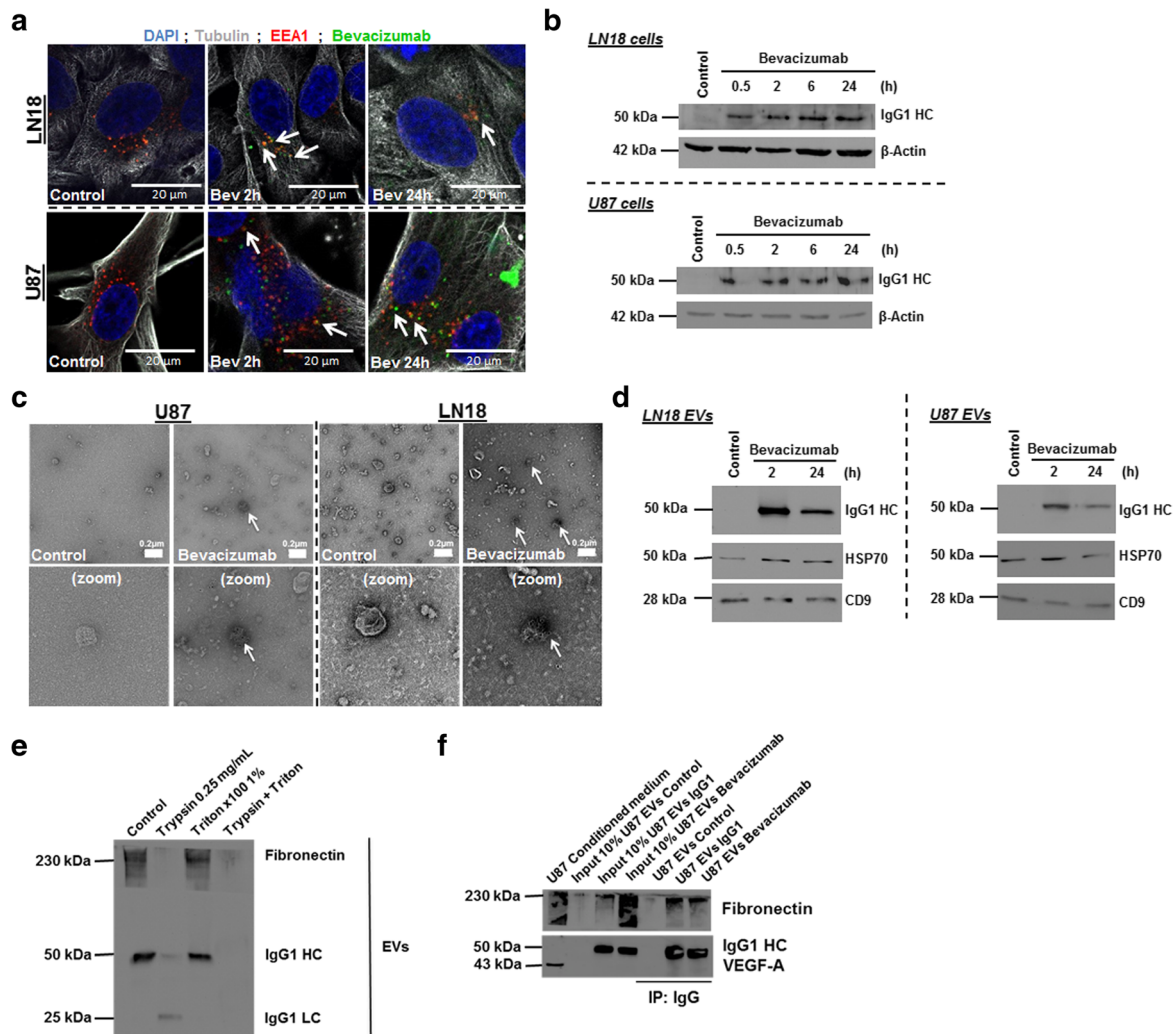 a
DAPI ; Tubulin ; EEA1 ; Bevacizumab
LN18
Control
20 µm
Bev 2h
20 µm
Bev 24h
20 µm
U87
Control
20 µm
Bev 2h
20 µm
Bev 24h
20 µm
b
LN18 cells
Control
Bevacizumab
0.5 2 6 24 (h)
50 kDa
IgG1 HC
42 kDa
β-Actin
U87 cells
Control
Bevacizumab
0.5 2 6 24 (h)
50 kDa
IgG1 HC
42 kDa
β-Actin
c
U87 LN18
Control
0.2µm
Bevacizumab
0.2µm
Control
0.2µm
Bevacizumab
0.2µm
(zoom) (zoom) (zoom) (zoom)
d
LN18 EVs
Control
Bevacizumab
2 24 (h)
50 kDa
IgG1 HC
50 kDa
HSP70
28 kDa
CD9
U87 EVs
Control
Bevacizumab
2 24 (h)
50 kDa
IgG1 HC
50 kDa
HSP70
28 kDa
CD9
e
Control
Trypsin 0.25 mg/mL
Triton x100 1%
Trypsin + Triton
230 kDa
Fibronectin
50 kDa
IgG1 HC
25 kDa
IgG1 LC
EVs
f
U87 Conditioned medium
Input 10% U87 EVs Control
Input 10% U87 EVs IgG1
Input 10% U87 EVs Bevacizumab
U87 EVs Control
U87 EVs IgG1
U87 EVs Bevacizumab
230 kDa
Fibronectin
50 kDa
IgG1 HC
43 kDa
VEGF-A
IP: IgG